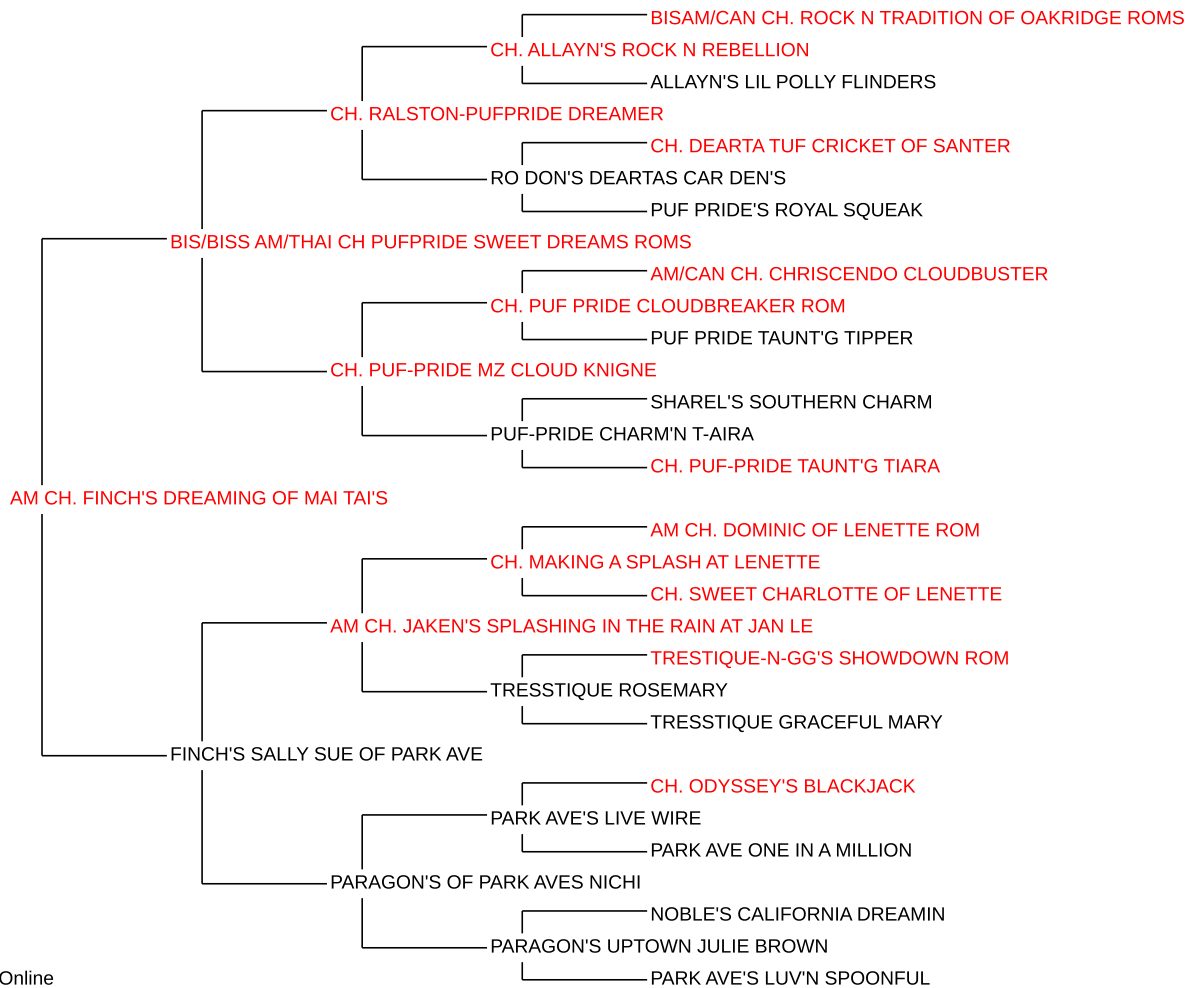 BISAM/CAN CH. ROCK N TRADITION OF OAKRIDGE ROMS
CH. ALLAYN'S ROCK N REBELLION
ALLAYN'S LIL POLLY FLINDERS
CH. RALSTON-PUFPRIDE DREAMER
CH. DEARTA TUF CRICKET OF SANTER
RO DON'S DEARTAS CAR DEN'S
PUF PRIDE'S ROYAL SQUEAK
BIS/BISS AM/THAI CH PUFPRIDE SWEET DREAMS ROMS
AM/CAN CH. CHRISCENDO CLOUDBUSTER
CH. PUF PRIDE CLOUDBREAKER ROM
PUF PRIDE TAUNT'G TIPPER
CH. PUF-PRIDE MZ CLOUD KNIGNE
SHAREL'S SOUTHERN CHARM
PUF-PRIDE CHARM'N T-AIRA
CH. PUF-PRIDE TAUNT'G TIARA
AM CH. FINCH'S DREAMING OF MAI TAI'S
AM CH. DOMINIC OF LENETTE ROM
CH. MAKING A SPLASH AT LENETTE
CH. SWEET CHARLOTTE OF LENETTE
AM CH. JAKEN'S SPLASHING IN THE RAIN AT JAN LE
TRESTIQUE-N-GG'S SHOWDOWN ROM
TRESSTIQUE ROSEMARY
TRESSTIQUE GRACEFUL MARY
FINCH'S SALLY SUE OF PARK AVE
CH. ODYSSEY'S BLACKJACK
PARK AVE'S LIVE WIRE
PARK AVE ONE IN A MILLION
PARAGON'S OF PARK AVES NICHI
NOBLE'S CALIFORNIA DREAMIN
PARAGON'S UPTOWN JULIE BROWN
PARK AVE'S LUV'N SPOONFUL
Online